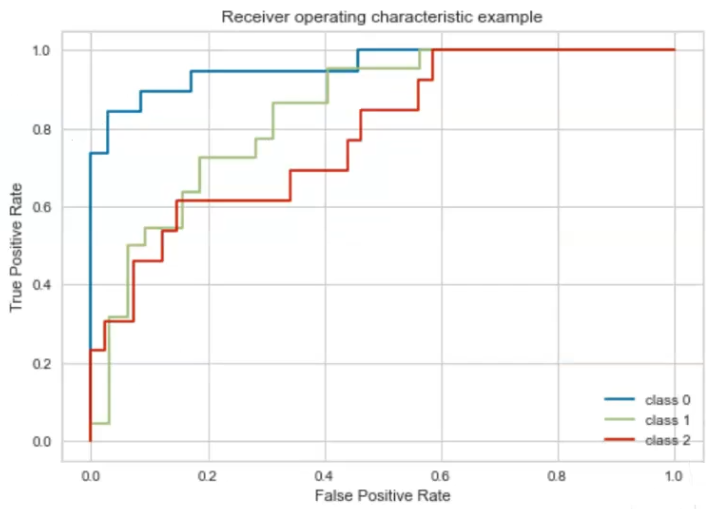 Receiver operating characteristic example
1.0
0.8
0.6
0.4
0.2
0.0
True Positive Rate
0.0 0.2 0.4 0.6 0.8 1.0
False Positive Rate
class 0
class 1
class 2